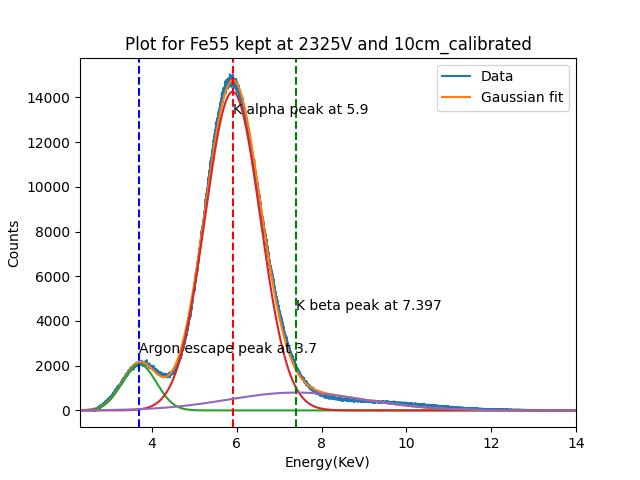 Plot for Fe55 kept at 2325V and 10cm_calibrated
Data
Gaussian fit
14000
K alpha peak at 5.9
12000
10000
8000
Counts
6000
K beta peak at 7.397
4000
Argon escape peak at 3.7
2000
0
4 6 8 10 12 14
Energy(KeV)